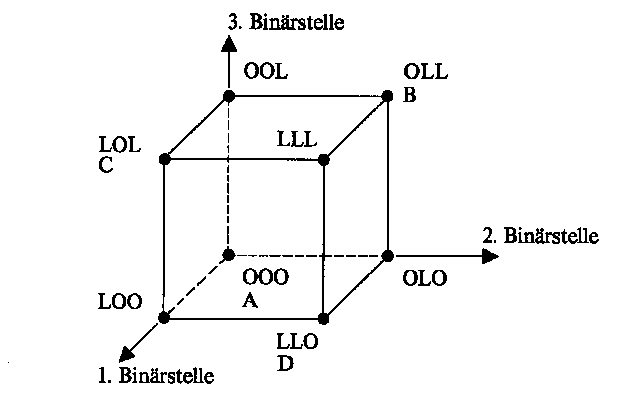 3. Binärstelle
OOL
OLL
B
LOL
C
LLL
2. Binärstelle
OOO
A
OLO
LOO
LLO
D
1. Binärstelle